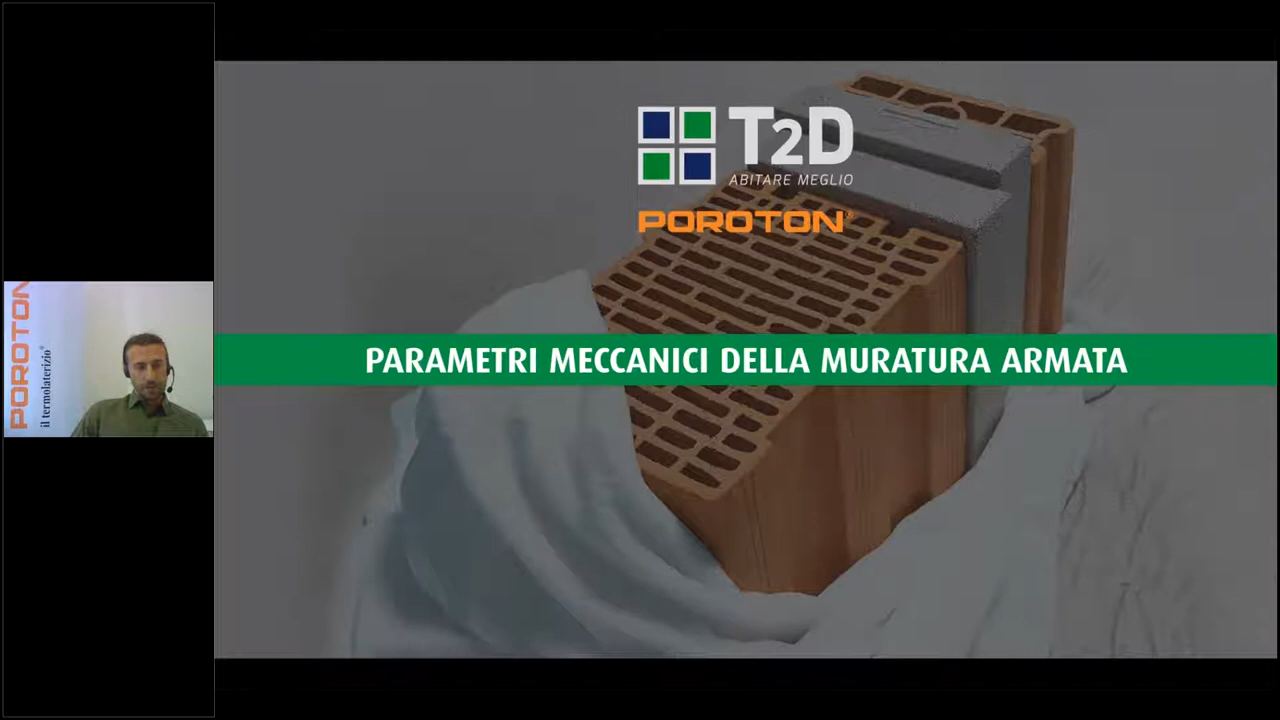 T2D
ABITARE MEGLIO
POROTON®
PARAMETRI MECCANICI DELLA MURATURA ARMATA
POROTON
il termolaterizio®